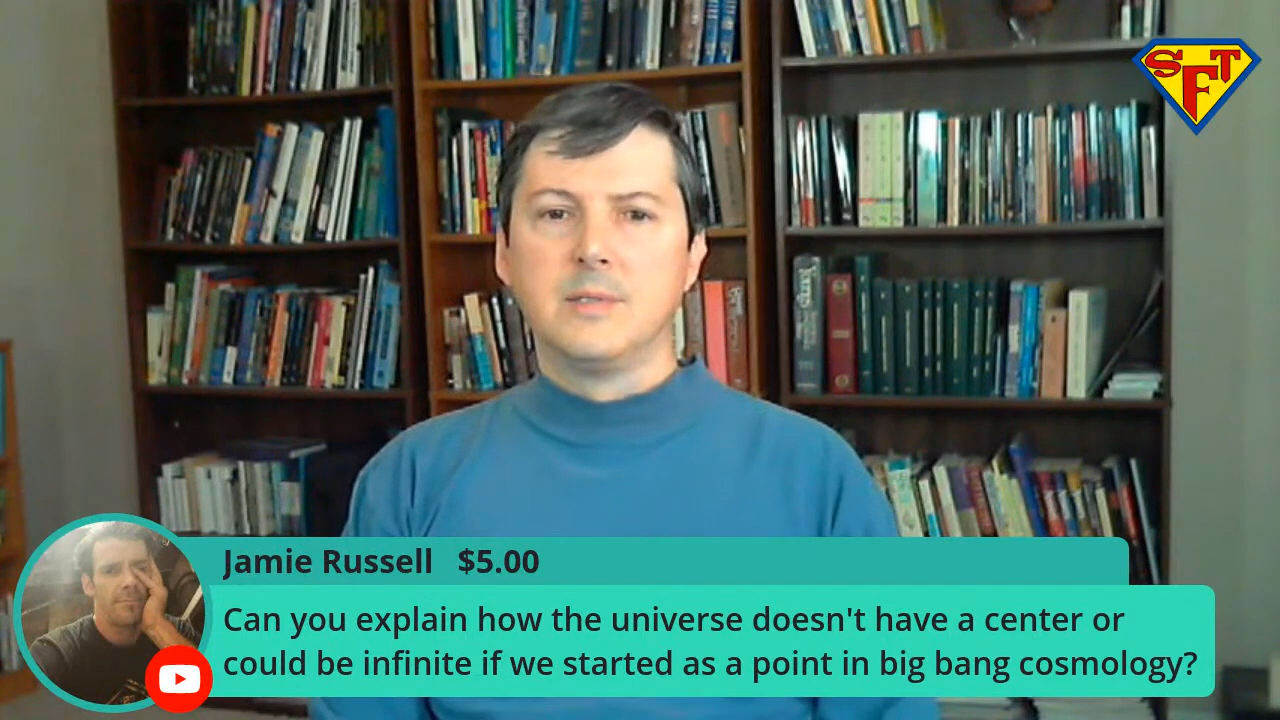 SFT
Jamie Russell $5.00
Can you explain how the universe doesn't have a center or
could be infinite if we started as a point in big bang cosmology?